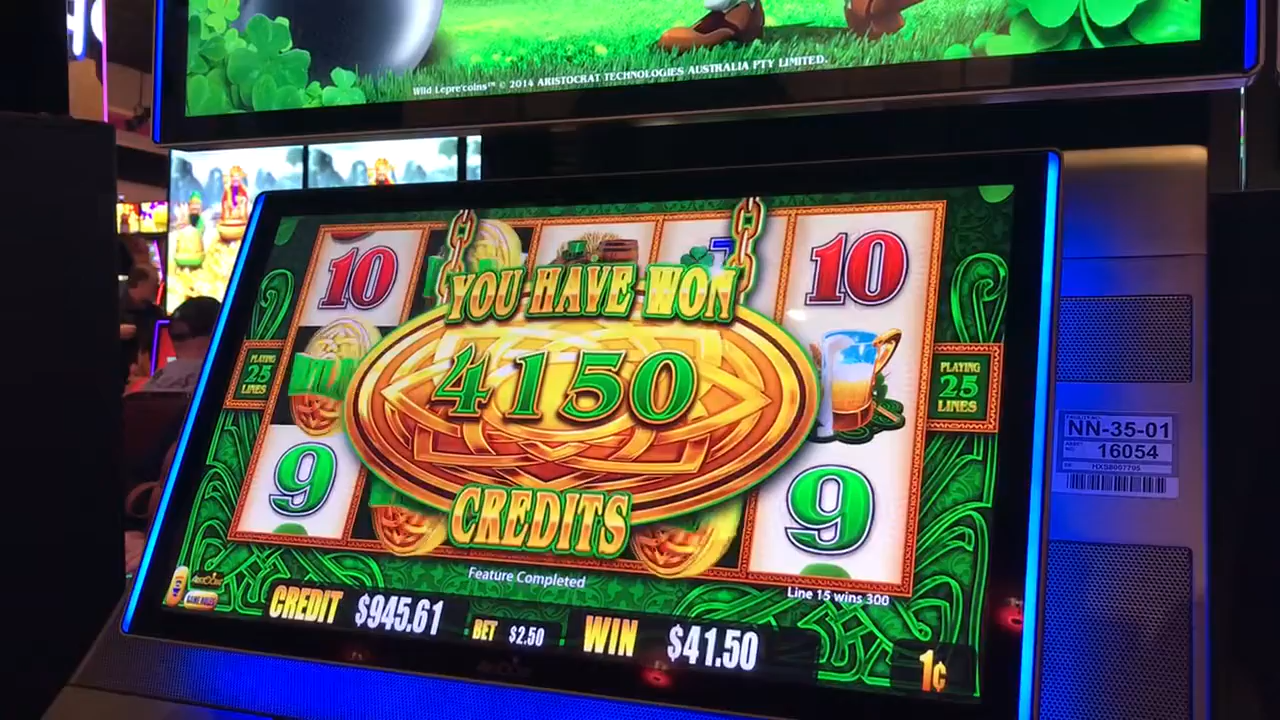 Wild Lepre'coins™ © 2014 ARISTOCRAT TECHNOLOGIES AUSTRALIA PTY LIMITED.
10
10
YOU HAVE WON
4150
CREDITS
PLAYING
25
LINES
PLAYING
25
LINES
9
9
Feature Completed
Line 15 wins 300
GAME RULES
CREDIT $945.61
BET $2.50
WIN $41.50
1¢
NN-35-01
16054